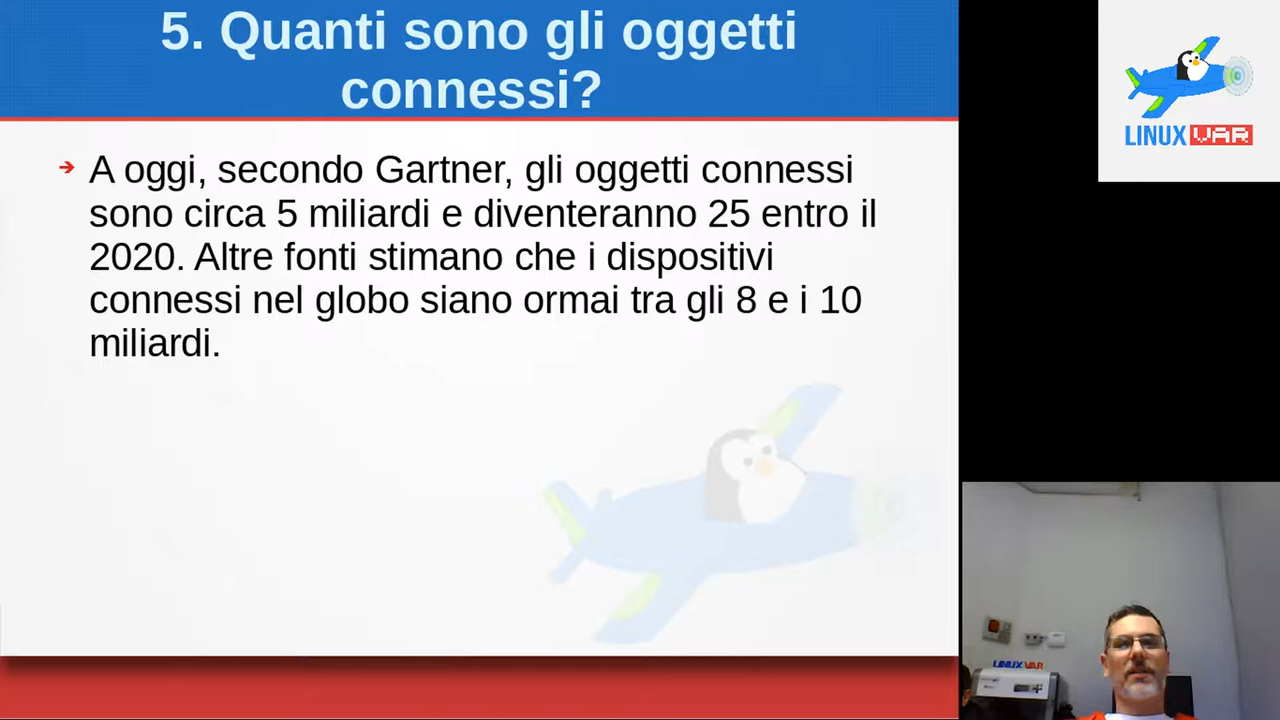 5. Quanti sono gli oggetti
connessi?
A oggi, secondo Gartner, gli oggetti connessi
sono circa 5 miliardi e diventeranno 25 entro il
2020. Altre fonti stimano che i dispositivi
connessi nel globo siano ormai tra gli 8 e i 10
miliardi.
LINUX VAR
LINUX VAR